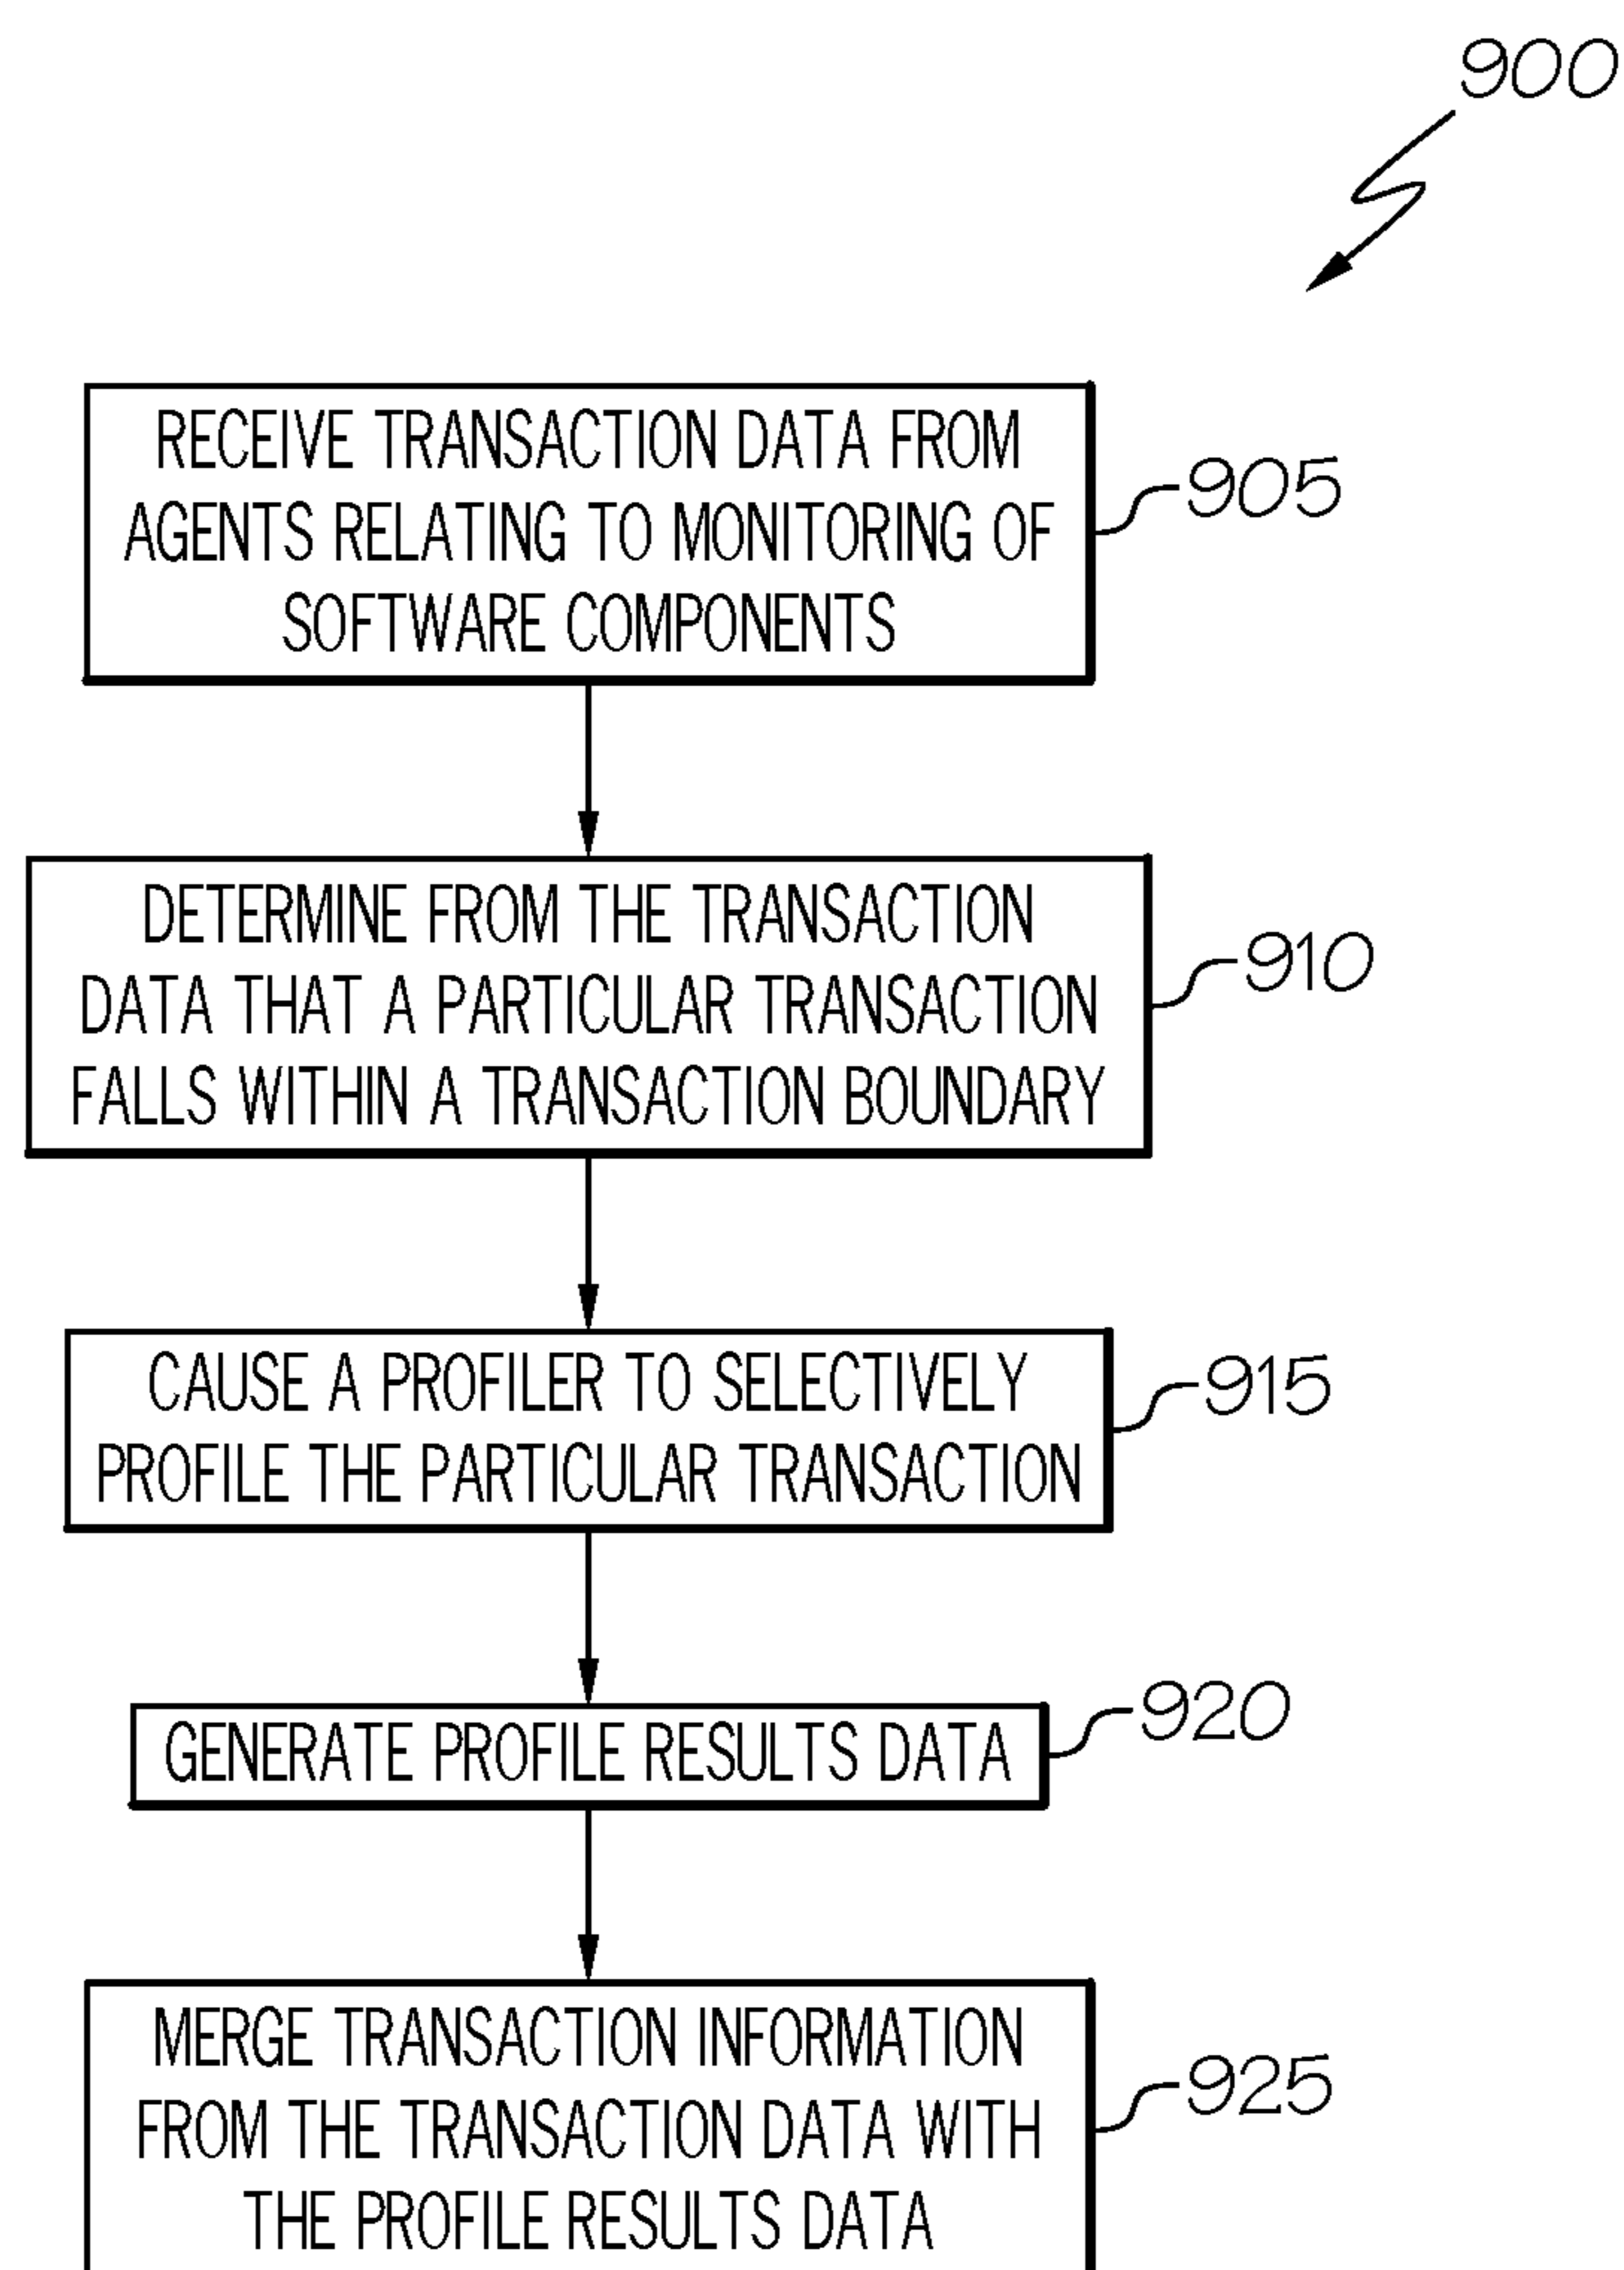 900
RECEIVE TRANSACTION DATA FROM
AGENTS RELATING TO MONITORING OF
SOFTWARE COMPONENTS
905
DETERMINE FROM THE TRANSACTION
DATA THAT A PARTICULAR TRANSACTION
FALLS WITHIN A TRANSACTION BOUNDARY
910
CAUSE A PROFILER TO SELECTIVELY
PROFILE THE PARTICULAR TRANSACTION
915
GENERATE PROFILE RESULTS DATA
920
MERGE TRANSACTION INFORMATION
FROM THE TRANSACTION DATA WITH
THE PROFILE RESULTS DATA
925